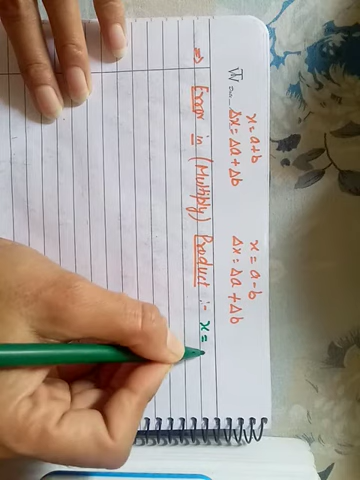 x = a+b x = a-b
Δx = Δa + Δb Δx = Δa + Δb
⇒ Error in (Multiply) Product :- x =